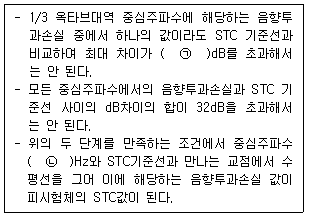 - 1/3 옥타브대역 중심주파수에 해당하는 음향투
과손실 중에서 하나의 값이라도 STC 기준선과
비교하여 최대 차이가 ( ㉠ )dB를 초과해서
는 안 된다.
- 모든 중심주파수에서의 음향투과손실과 STC 기
준선 사이의 dB차이의 합이 32dB을 초과해서
는 안 된다.
- 위의 두 단계를 만족하는 조건에서 중심주파수
( ㉡ )Hz와 STC기준선과 만나는 교점에서 수
평선을 그어 이에 해당하는 음향투과손실 값이
피시험체의 STC값이 된다.